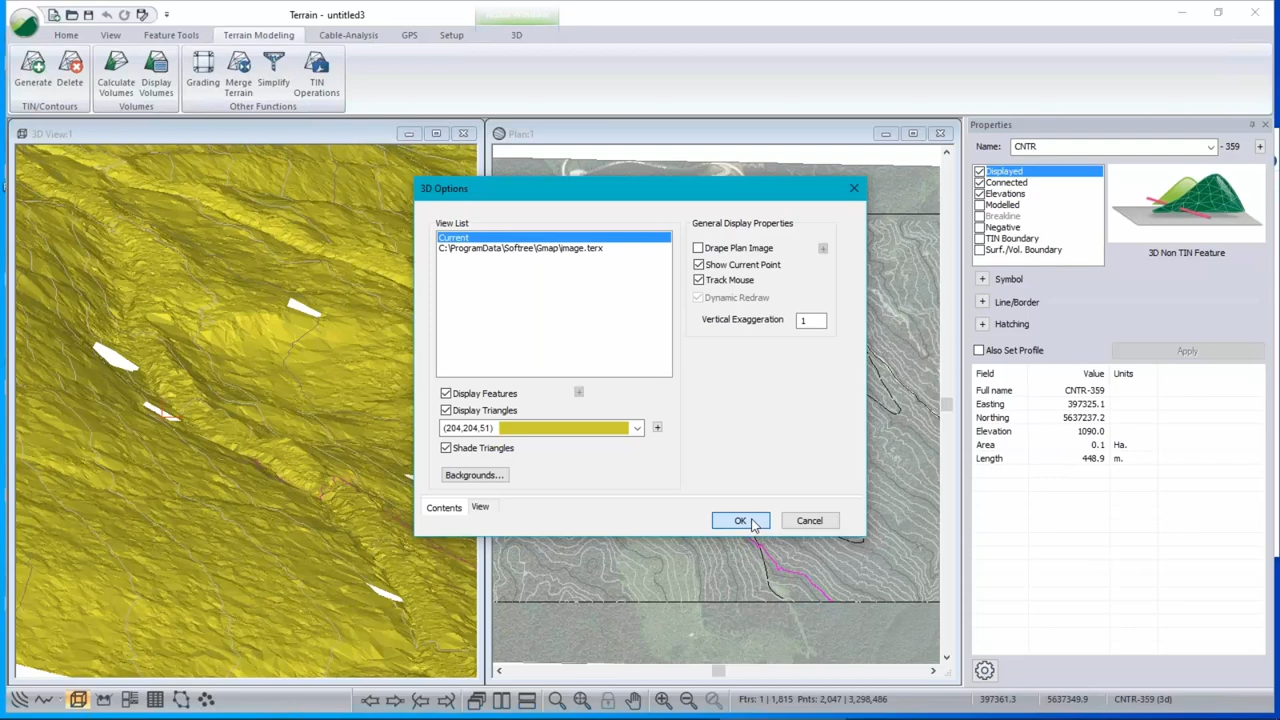 Terrain - untitled3
Home View Feature Tools Terrain Modeling Cable-Analysis GPS Setup 3D
Generate Delete Calculate Volumes Display Volumes Grading Merge Terrain Simplify TIN Operations
TIN/Contours Volumes Other Functions
3D View:1
Plan:1
3D Options
View List
Current
C:\ProgramData\Softree\Gmap\image.terx
Display Features
Display Triangles
(204,204,51)
Shade Triangles
Backgrounds...
Contents View
General Display Properties
Drape Plan Image
Show Current Point
Track Mouse
Dynamic Redraw
Vertical Exaggeration 1
OK Cancel
Properties
Name: CNTR - 359
Displayed
Connected
Elevations
Modelled
Breakline
Negative
TIN Boundary
Surf./Vol. Boundary
3D Non TIN Feature
Symbol
Line/Border
Hatching
Also Set Profile Apply
Field Value Units
Full name CNTR-359
Easting 397325.1
Northing 5637237.2
Elevation 1090.0
Area 0.1 Ha.
Length 448.9 m.
Ftrs: 1 | 1,815 Pnts: 2,047 | 3,298,486 397361.3 5637349.9 CNTR-359 (3d)